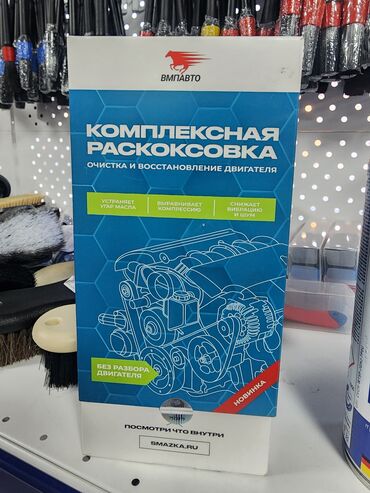 ВМПАВТО
КОМПЛЕКСНАЯ
РАСКОКСОВКА
ОЧИСТКА И ВОССТАНОВЛЕНИЕ ДВИГАТЕЛЯ
УСТРАНЯЕТ
УГАР МАСЛА
ВЫРАВНИВАЕТ
КОМПРЕССИЮ
СНИЖАЕТ
ВИБРАЦИЮ
И ШУМ
БЕЗ РАЗБОРА
ДВИГАТЕЛЯ
НОВИНКА
ПОСМОТРИ ЧТО ВНУТРИ
SMAZKA.RU